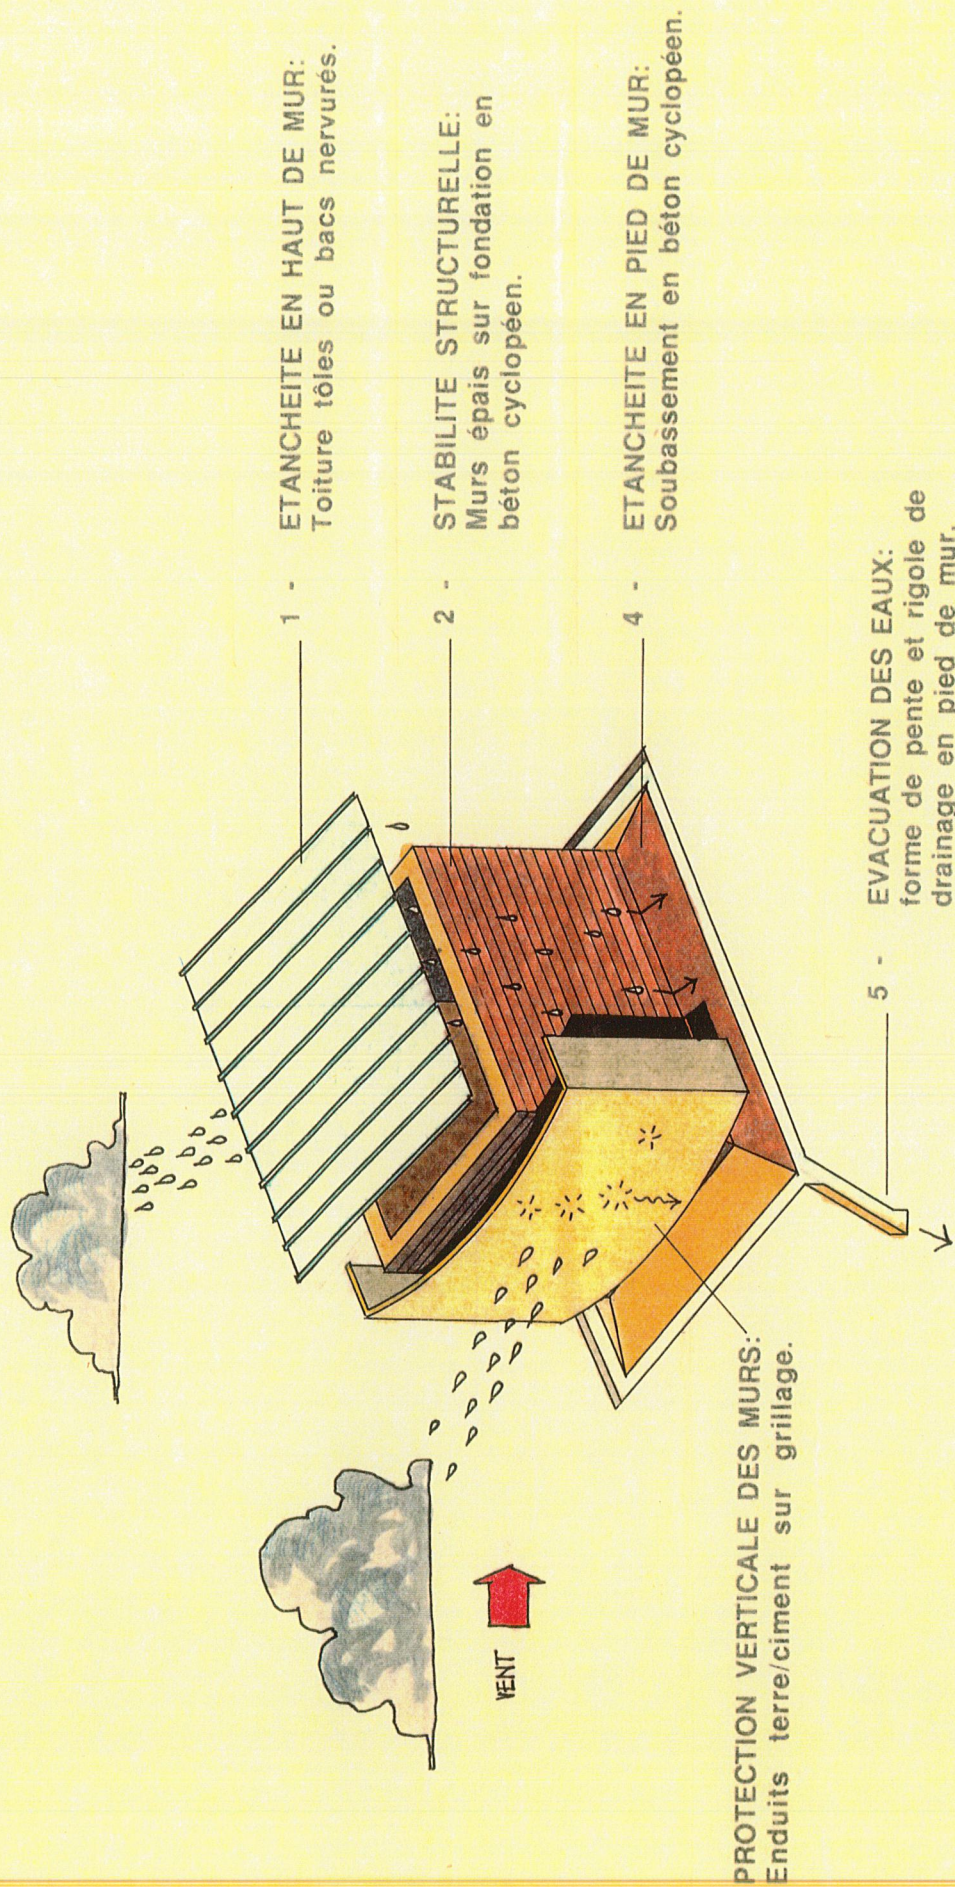 1 - ETANCHEITE EN HAUT DE MUR:
Toiture tôles ou bacs nervurés.
2 - STABILITE STRUCTURELLE:
Murs épais sur fondation en
béton cyclopéen.
4 - ETANCHEITE EN PIED DE MUR:
Soubassement en béton cyclopéen.
5 - EVACUATION DES EAUX:
forme de pente et rigole de
drainage en pied de mur.
VENT
PROTECTION VERTICALE DES MURS:
Enduits terre/ciment sur grillage.